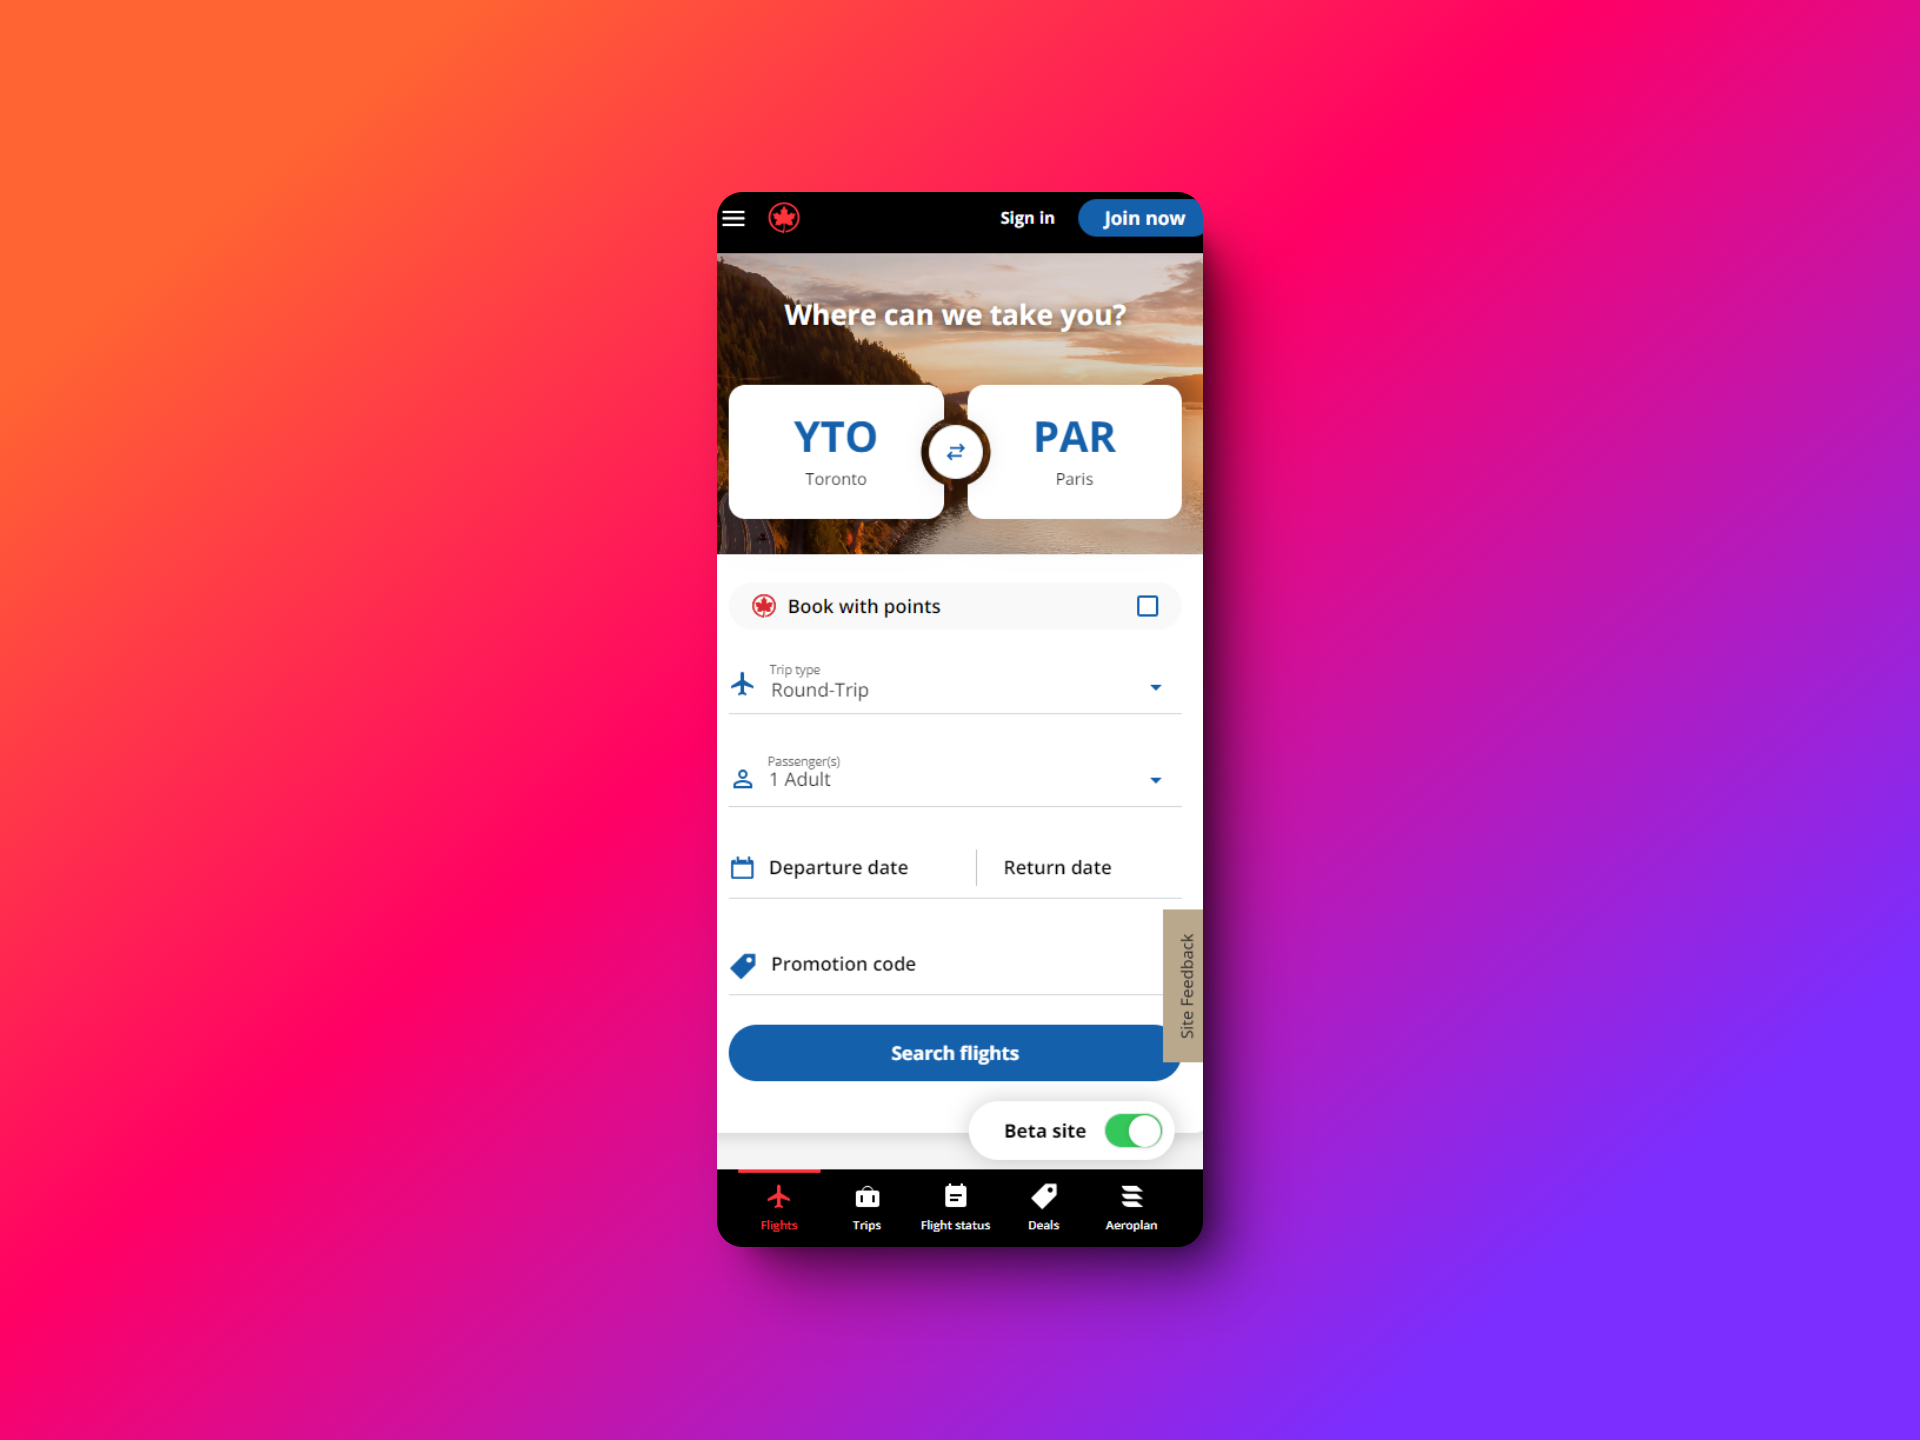 Sign in
Join now
Where can we take you?
YTO
Toronto
PAR
Paris
Book with points
Trip type
Round-Trip
Passenger(s)
1 Adult
Departure date
Return date
Promotion code
Site Feedback
Search flights
Beta site
Flights
Trips
Flight status
Deals
Aeroplan